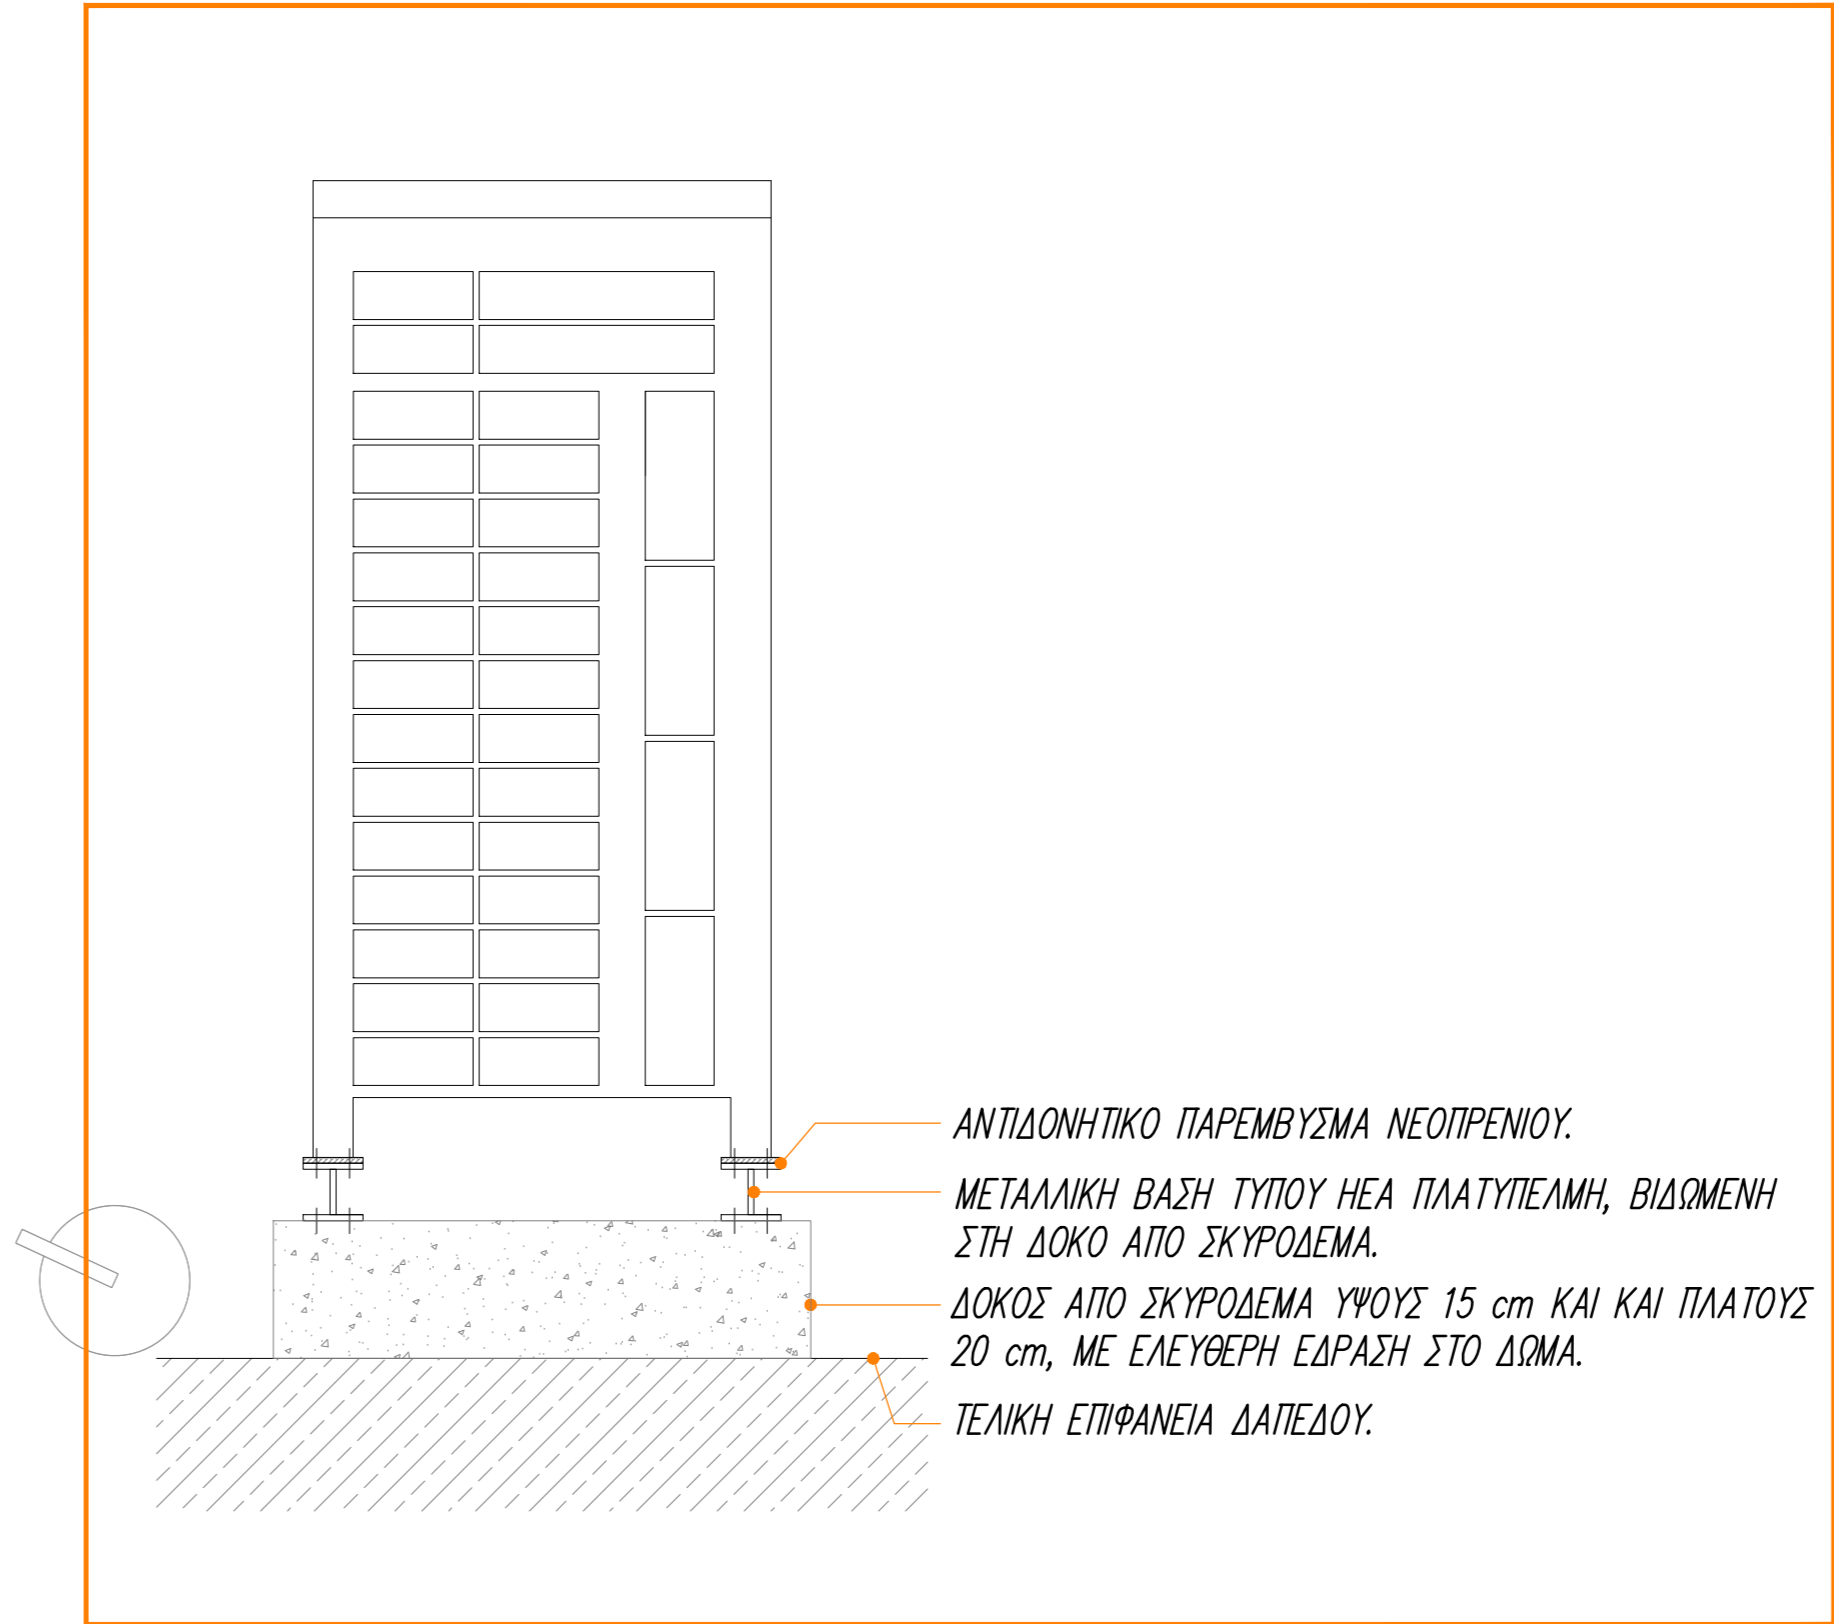 ΑΝΤΙΔΟΝΗΤΙΚΟ ΠΑΡΕΜΒΥΣΜΑ ΝΕΟΠΡΕΝΙΟΥ.
ΜΕΤΑΛΛΙΚΗ ΒΑΣΗ ΤΥΠΟΥ ΗΕΑ ΠΛΑΤΥΠΕΛΜΗ, ΒΙΔΩΜΕΝΗ
ΣΤΗ ΔΟΚΟ ΑΠΟ ΣΚΥΡΟΔΕΜΑ.
ΔΟΚΟΣ ΑΠΟ ΣΚΥΡΟΔΕΜΑ ΥΨΟΥΣ 15 cm ΚΑΙ ΚΑΙ ΠΛΑΤΟΥΣ
20 cm, ΜΕ ΕΛΕΥΘΕΡΗ ΕΔΡΑΣΗ ΣΤΟ ΔΩΜΑ.
ΤΕΛΙΚΗ ΕΠΙΦΑΝΕΙΑ ΔΑΠΕΔΟΥ.